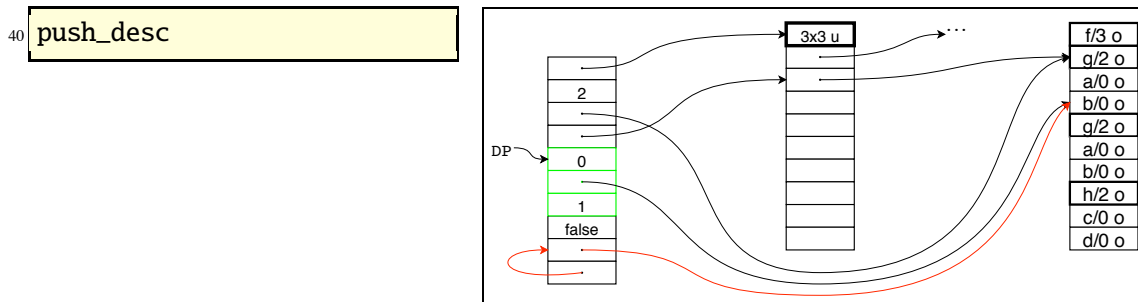 40 push_desc
3x3 u
...
2
DP
0
1
false
f/3 o
g/2 o
a/0 o
b/0 o
g/2 o
a/0 o
b/0 o
h/2 o
c/0 o
d/0 o